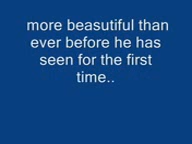 more beasutiful than
ever before he has
seen for the first
time..